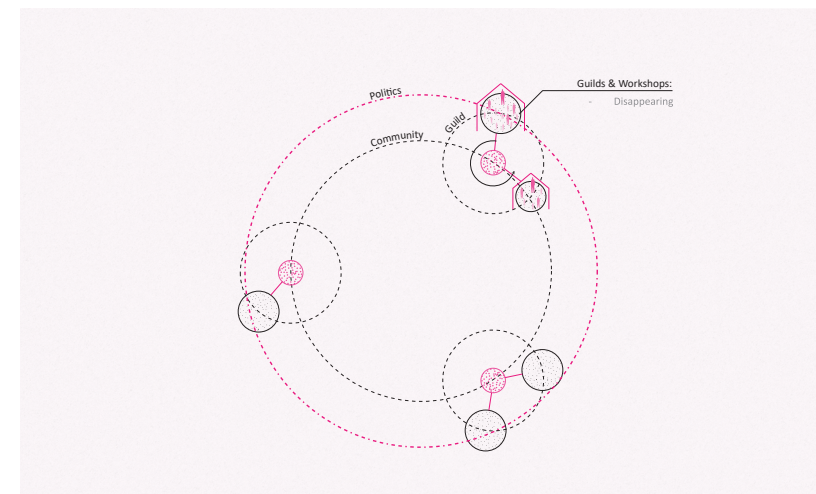 Politics
Community
Guild
Guilds & Workshops:
- Disappearing